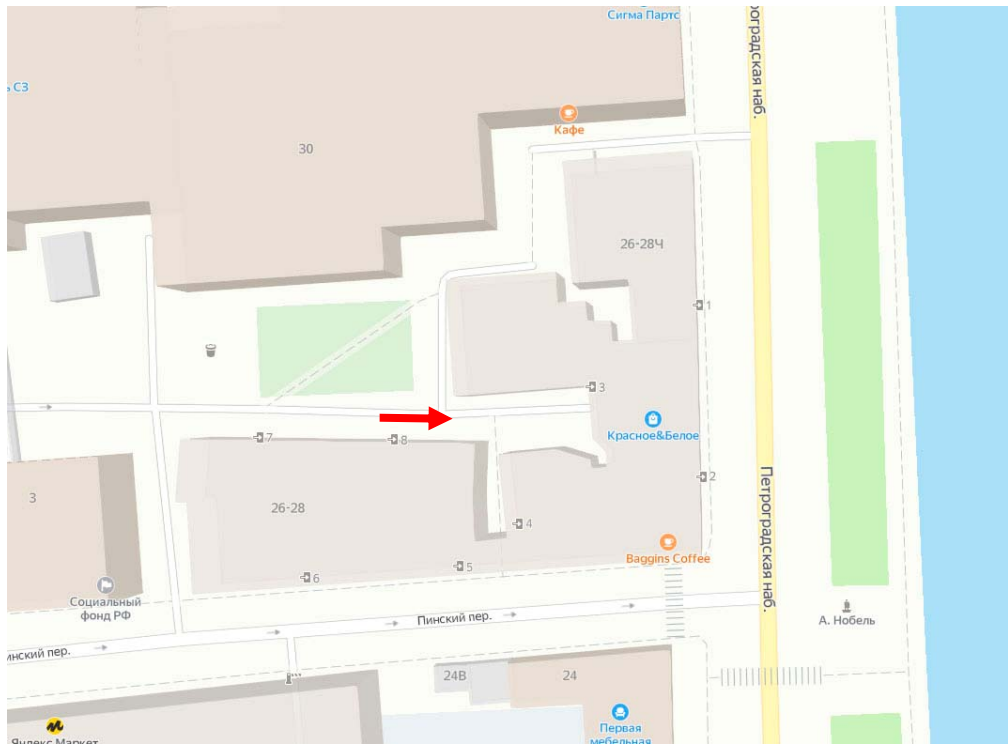 Сигма Партс
Петроградская наб.
СЗ
Кафе
30
26-28Ч
1
3
Красное&Белое
7
8
2
Петроградская наб.
3
26-28
4
Baggins Coffee
5
6
Социальный
фонд РФ
А. Нобель
Пинский пер.
Пинский пер.
24В
24
Первая
мебельная
Яндекс Маркет